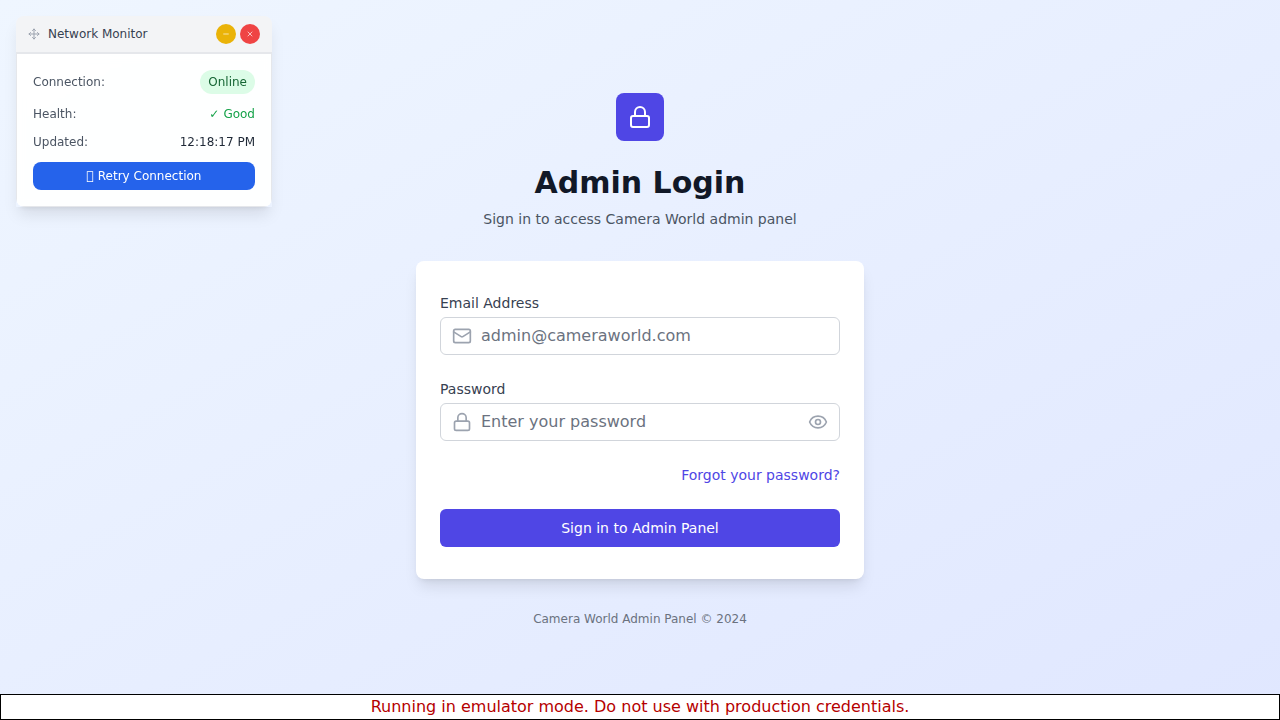 Network Monitor
Connection: Online
Health: ✓ Good
Updated: 12:18:17 PM
Retry Connection
Admin Login
Sign in to access Camera World admin panel
Email Address
admin@cameraworld.com
Password
Enter your password
Forgot your password?
Sign in to Admin Panel
Camera World Admin Panel © 2024
Running in emulator mode. Do not use with production credentials.